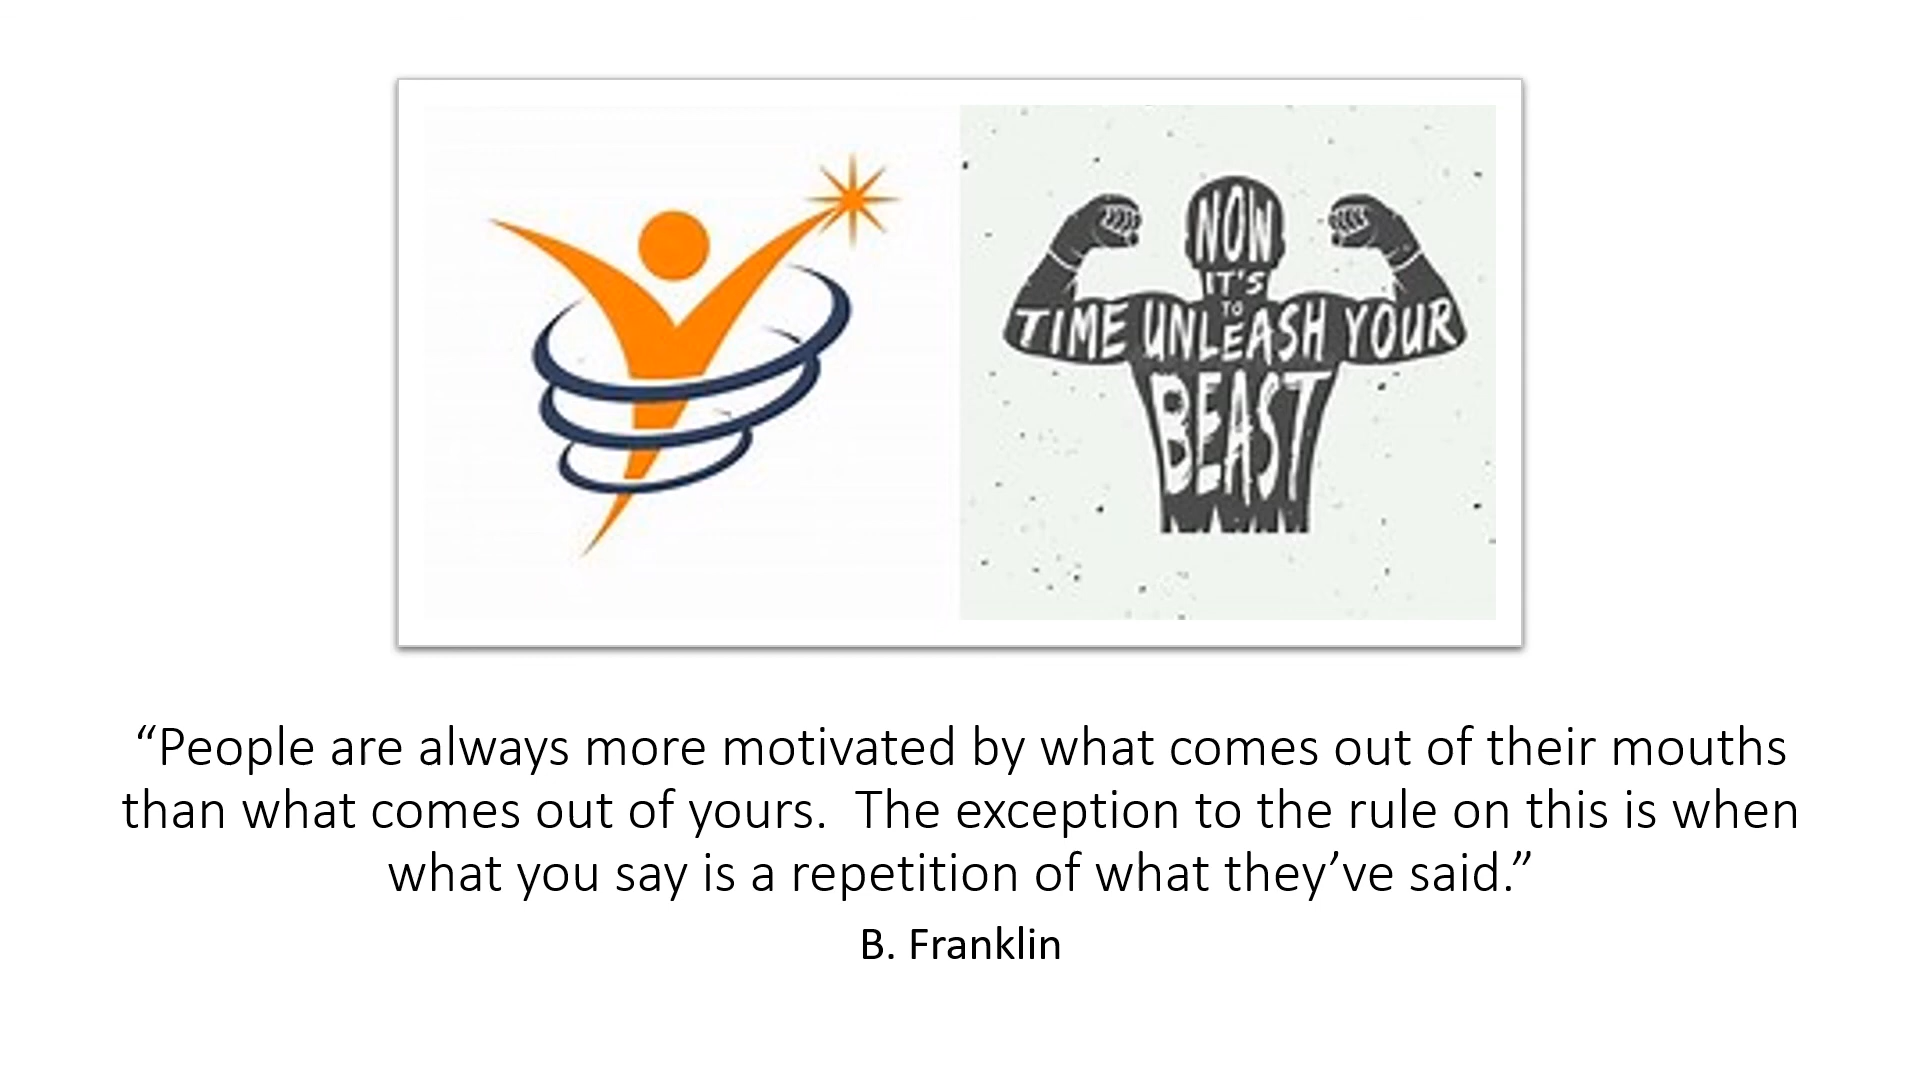 NOW
IT'S
TO
TIME UNLEASH YOUR
BEAST
“People are always more motivated by what comes out of their mouths
than what comes out of yours.  The exception to the rule on this is when
what you say is a repetition of what they’ve said.”
B. Franklin